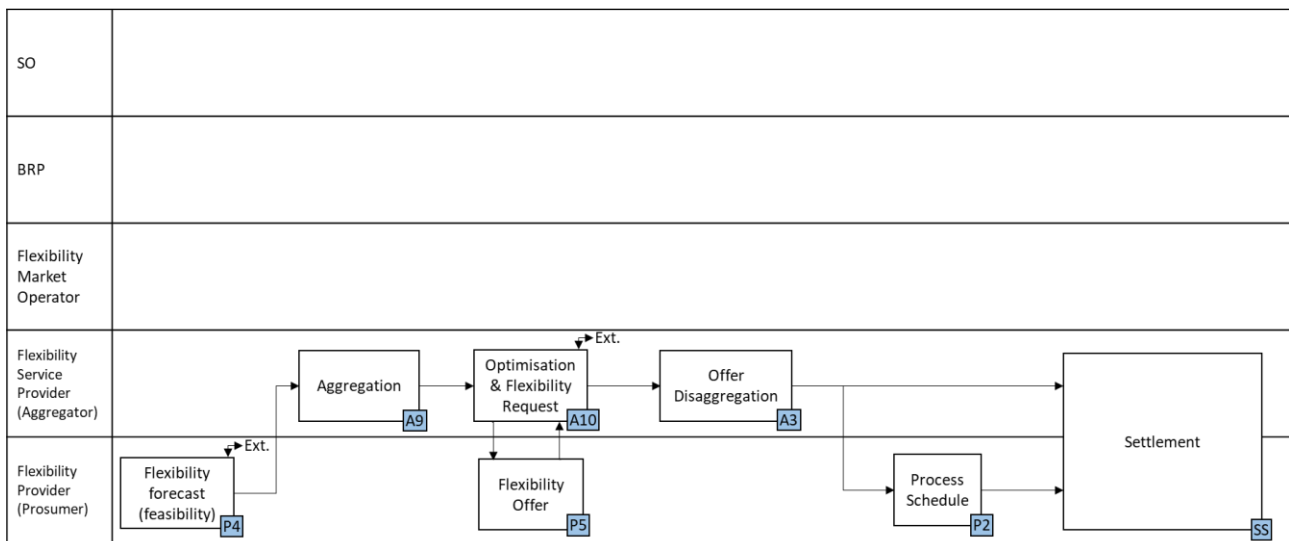 SO
BRP
Flexibility
Market
Operator
Flexibility
Service
Provider
(Aggregator)
Aggregation
A9
Optimisation
& Flexibility
Request
A10
Ext.
Offer
Disaggregation
A3
Flexibility
Provider
(Prosumer)
Flexibility
forecast
(feasibility)
P4
Ext.
Flexibility
Offer
P5
Process
Schedule
P2
Settlement
SS